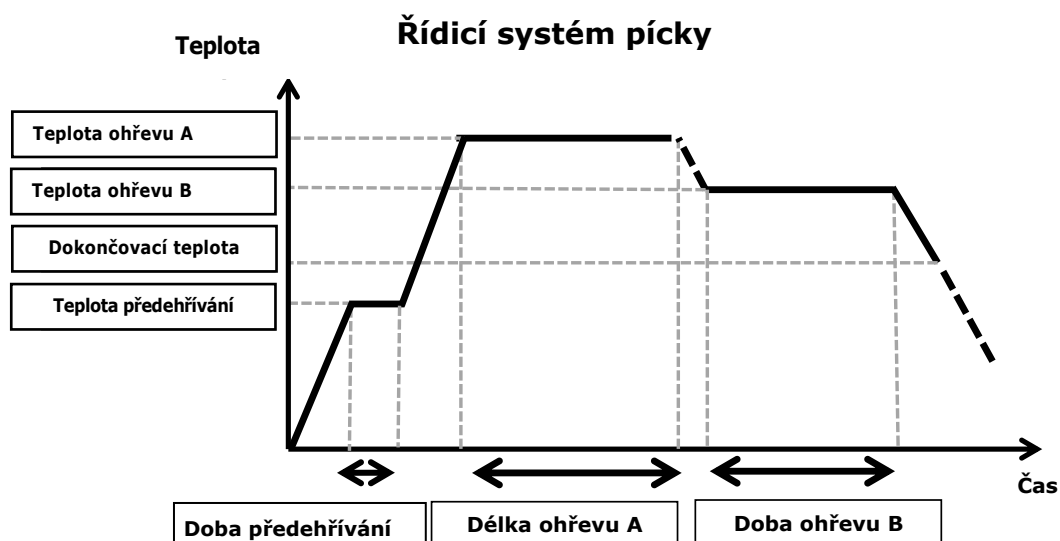 Řídicí systém pícky
Teplota
Teplota ohřevu A
Teplota ohřevu B
Dokončovací teplota
Teplota předehřívání
Čas
Doba předehřívání
Délka ohřevu A
Doba ohřevu B